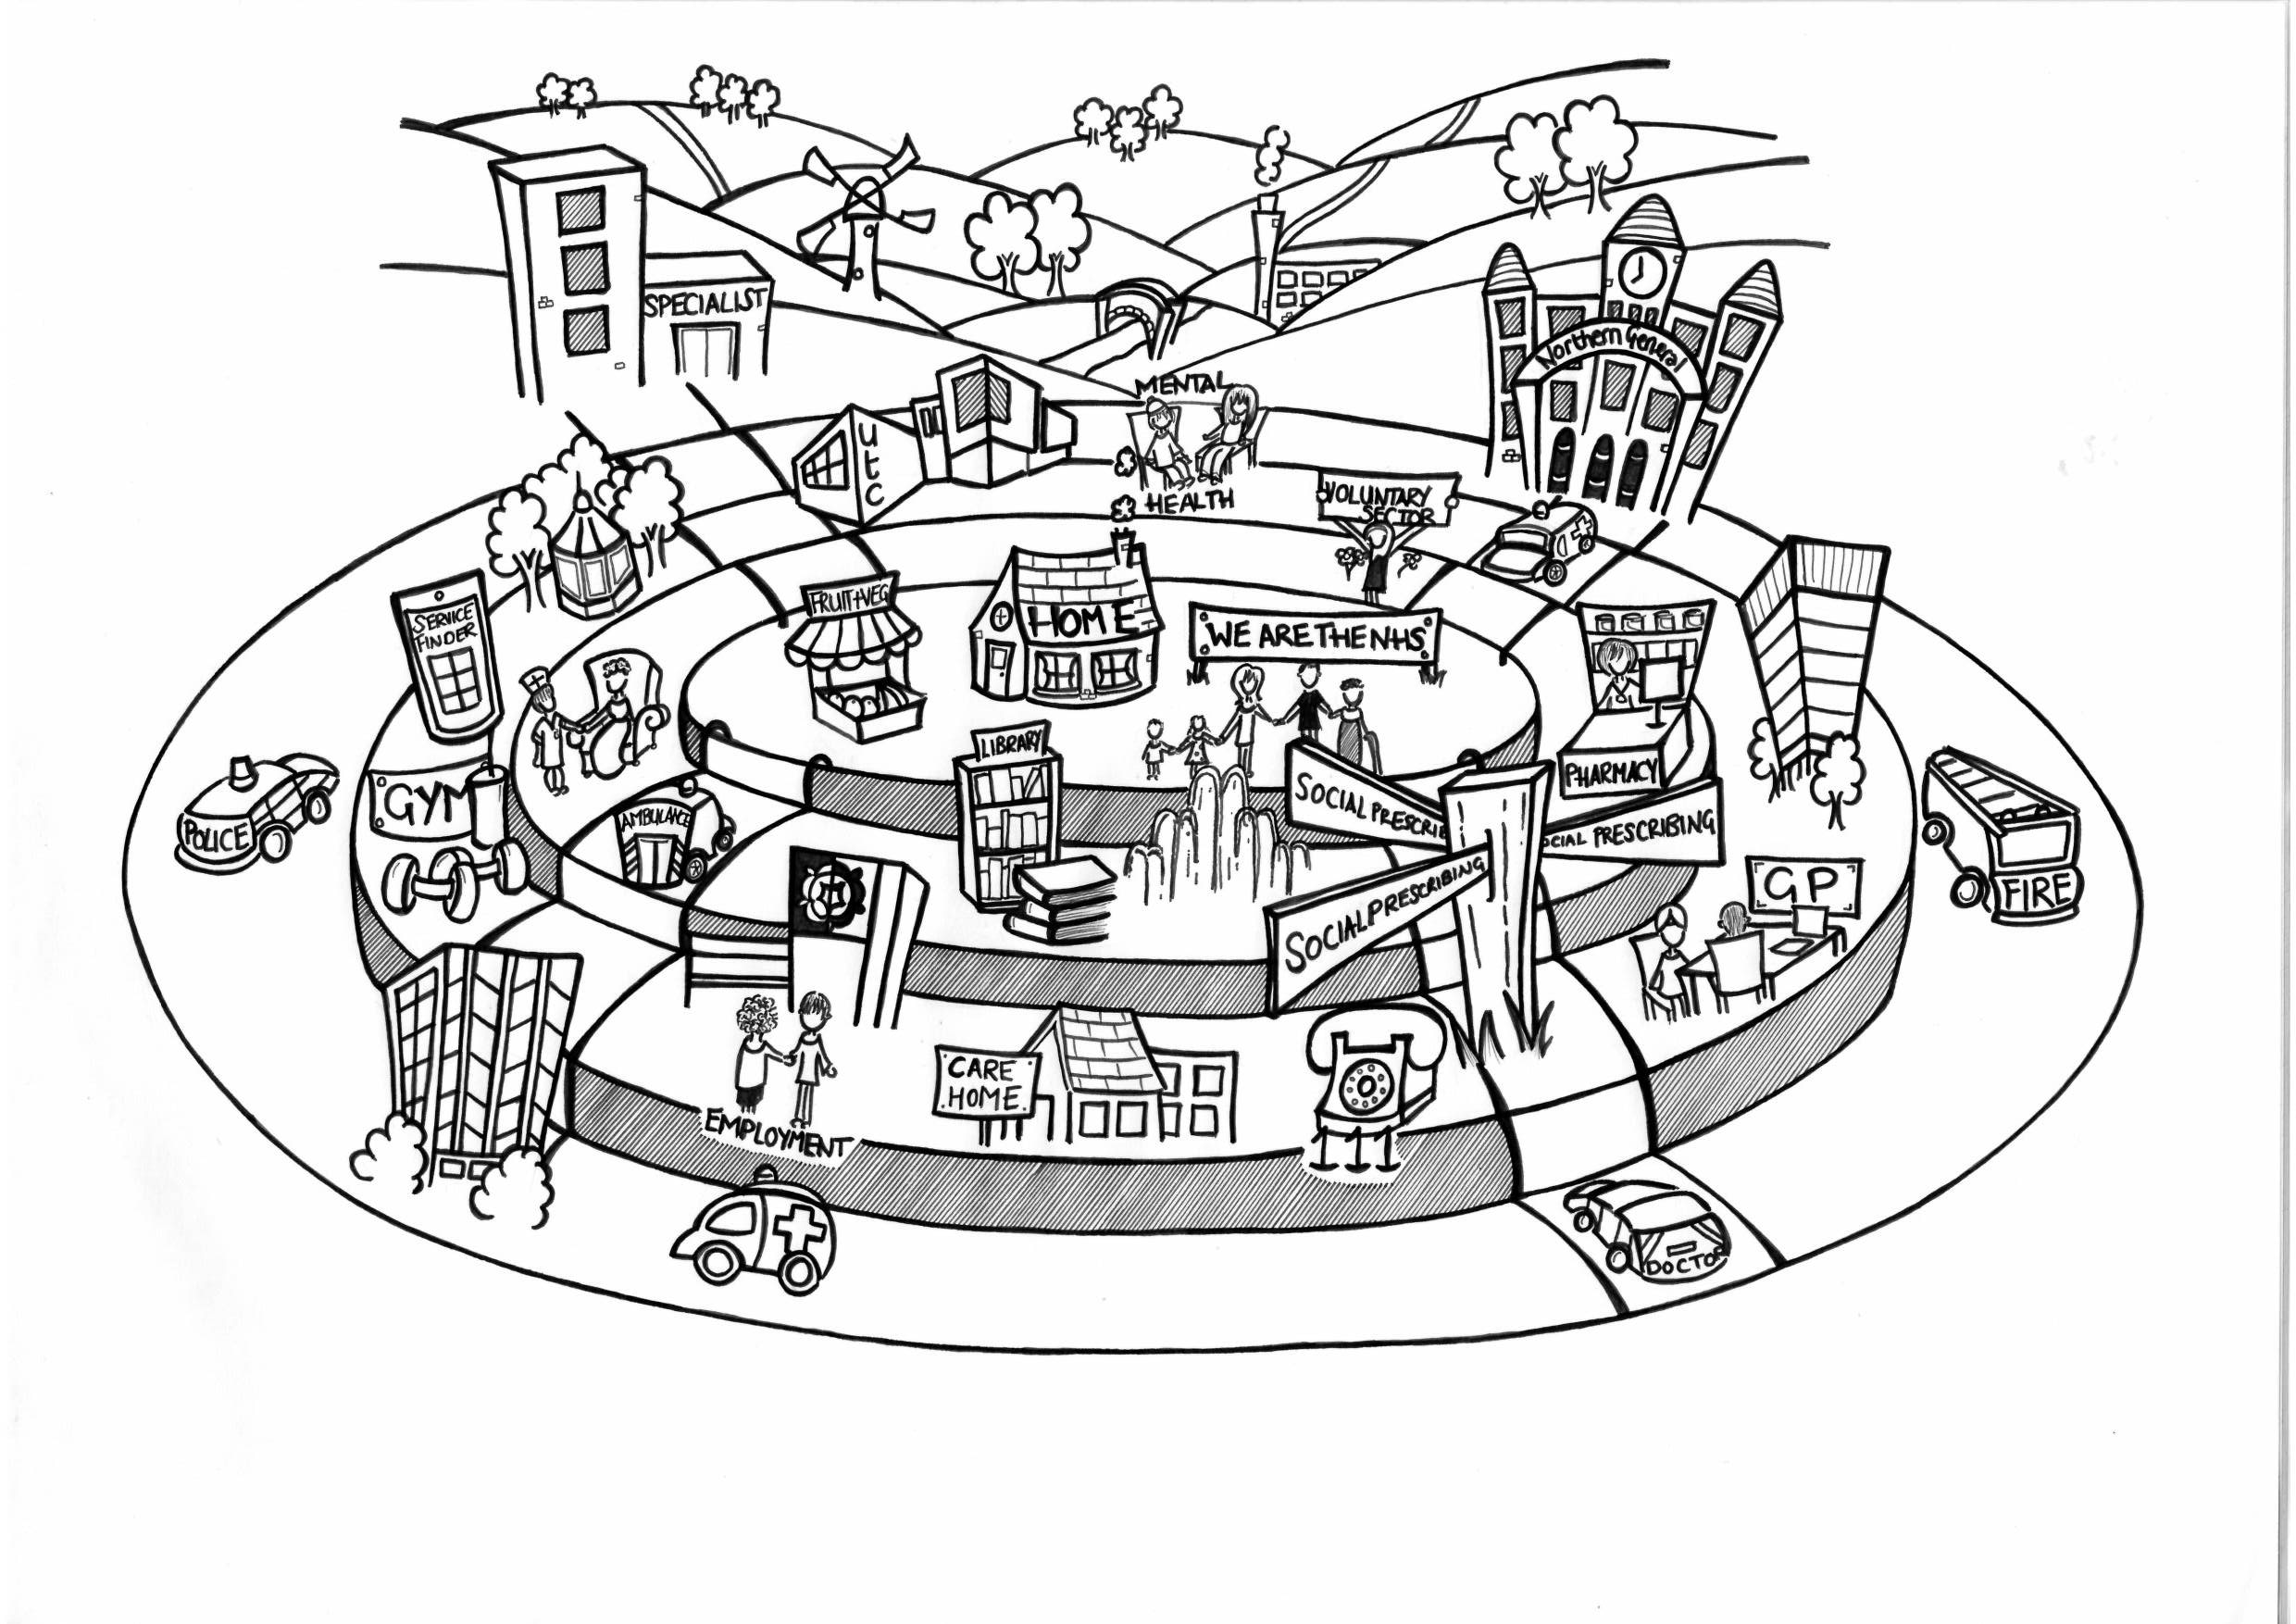 SPECIALIST
Northern General
MENTAL
HEALTH
UTC
VOLUNTARY
SECTOR
SERVICE
FINDER
FRUIT+VEG
HOME
WE ARE THE NHS
LIBRARY
PHARMACY
SOCIAL PRESCRIB
SOCIAL PRESCRIBING
OCIAL PRESCRIBING
GYM
AMBULANCE
POLICE
FIRE
GP
CARE
HOME
111
EMPLOYMENT
DOCTOR